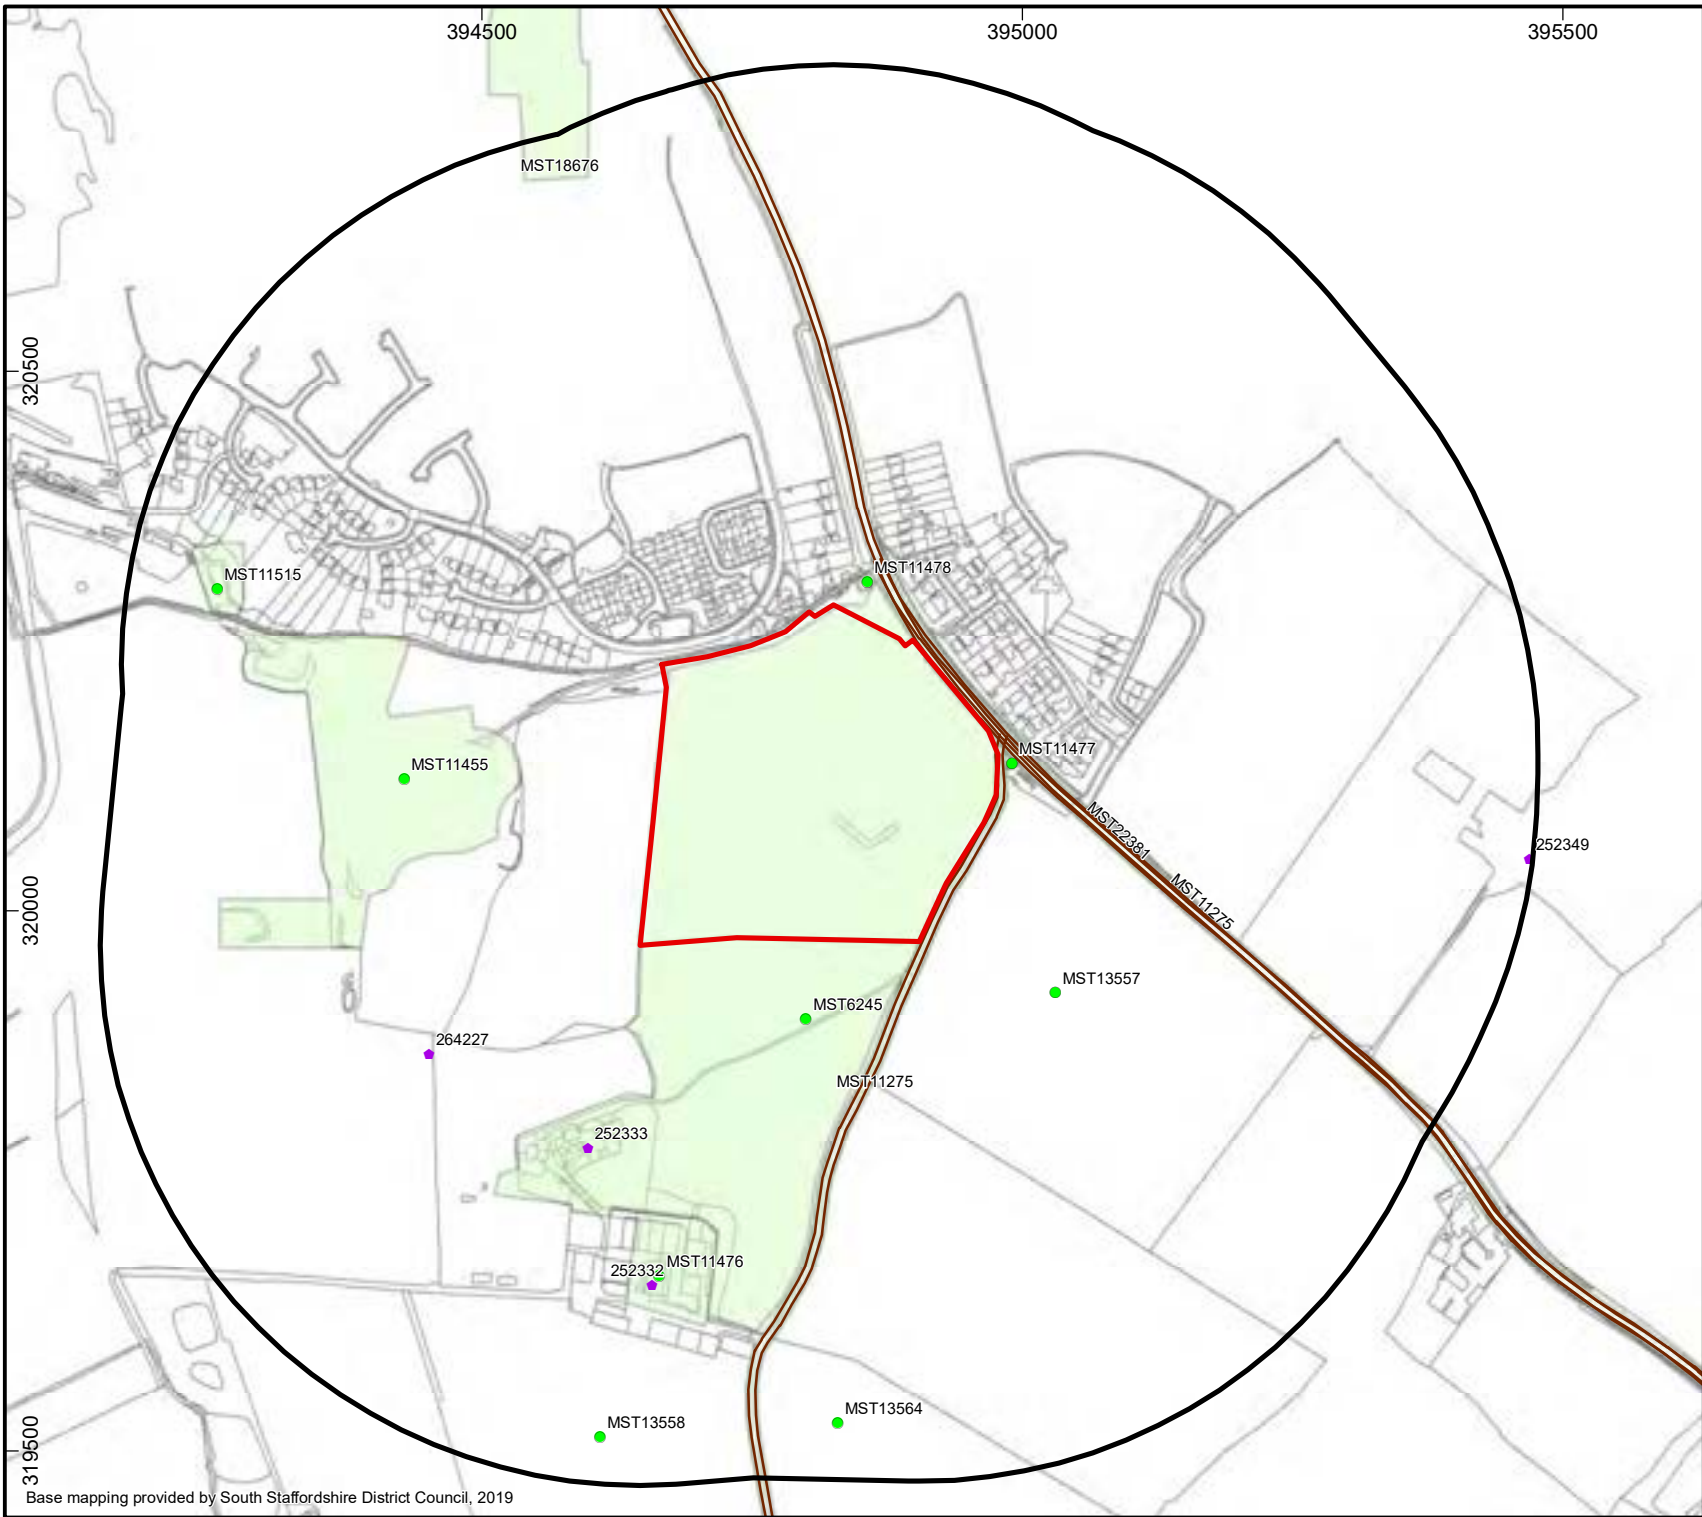 394500
395000
395500
MST18676
320500
MST11478
MST11515
MST11477
MST11455
MST22381
252349
MST11275
320000
MST13557
MST6245
264227
MST11275
252333
MST11476
252332
MST13564
MST13558
319500
Base mapping provided by South Staffordshire District Council, 2019